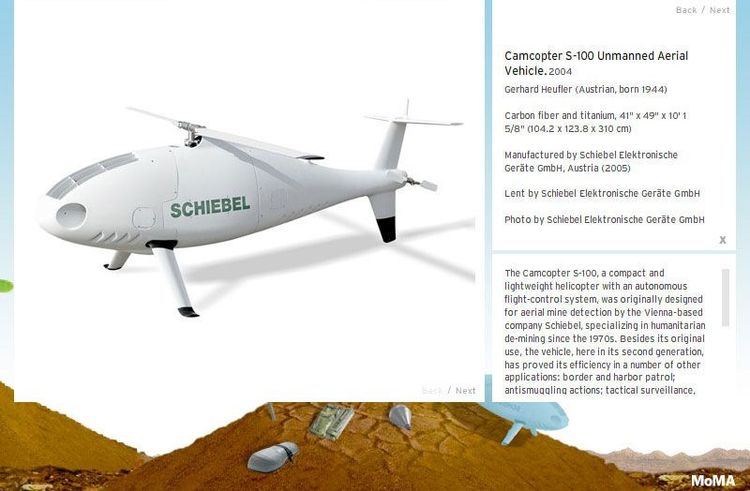 Back / Next
Camcopter S-100 Unmanned Aerial
Vehicle. 2004
Gerhard Heufler (Austrian, born 1944)
Carbon fiber and titanium, 41" x 49" x 10' 1
5/8" (104.2 x 123.8 x 310 cm)
Manufactured by Schiebel Elektronische
Geräte GmbH, Austria (2005)
Lent by Schiebel Elektronische Geräte GmbH
Photo by Schiebel Elektronische Geräte GmbH
X
SCHIEBEL
The Camcopter S-100, a compact and
lightweight helicopter with an autonomous
flight-control system, was originally designed
for aerial mine detection by the Vienna-based
company Schiebel, specializing in humanitarian
de-mining since the 1970s. Besides its original
use, the vehicle, here in its second generation,
has proved its efficiency in a number of other
applications: border and harbor patrol;
antismuggling actions; tactical surveillance,
Back / Next
MoMA